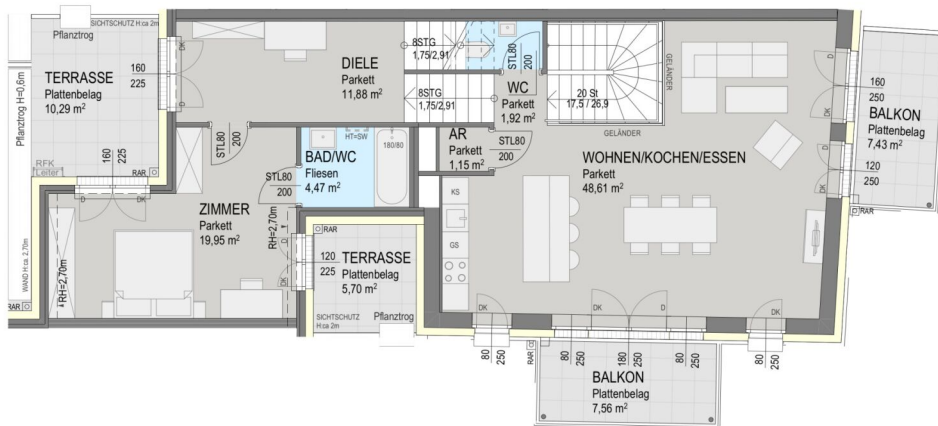 SICHTSCHUTZ H:ca 2m
Pflanztrog
TERRASSE
Plattenbelag
10,29 m²
160
225
DK
D
DIELE
Parkett
11,88 m²
8STG
1,75/2,91
8STG
1,75/2,91
STL80
200
WC
Parkett
1,92 m²
20 St
17,5 / 26,9
GELÄNDER
GELÄNDER
D
160
250
DK
BALKON
Plattenbelag
7,43 m²
D
120
250
DK
RAR
Pflanztrog H=0,6m
RFK
Leiter
160
225
RAR
DK
D
STL80
200
BAD/WC
Fliesen
4,47 m²
HT=SW
180/80
STL80
200
AR
Parkett
1,15 m²
STL80
200
WOHNEN/KOCHEN/ESSEN
Parkett
48,61 m²
KS
GS
ZIMMER
Parkett
19,95 m²
RH=2,70m
RH=2,70m
WAND H:ca. 2,70m
RAR
D
DK
120
225
RAR
TERRASSE
Plattenbelag
5,70 m²
SICHTSCHUTZ
H:ca 2m
Pflanztrog
DK
DK
D
DK
80
250
RAR
80
250
180
250
80
250
80
250
BALKON
Plattenbelag
7,56 m²